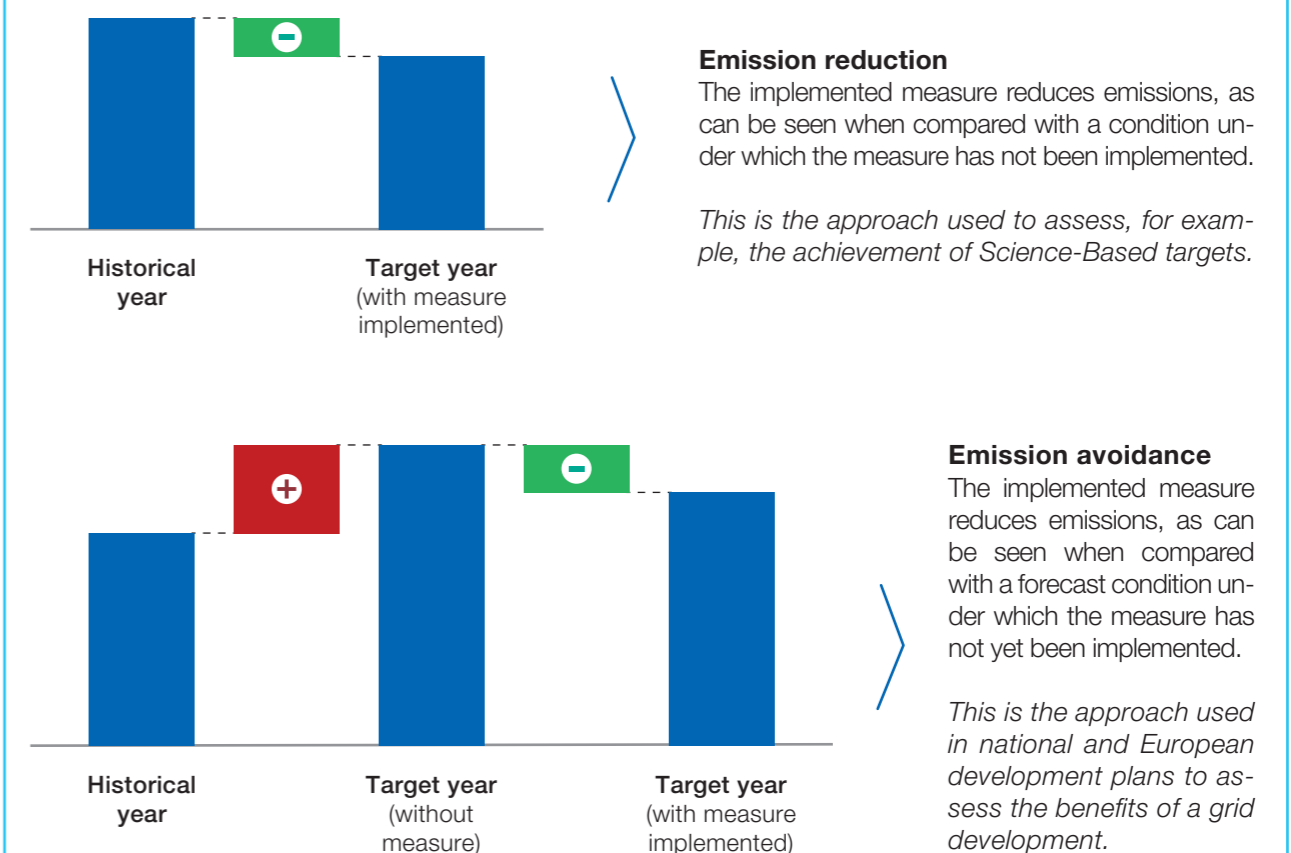 Emission reduction
The implemented measure reduces emissions, as
can be seen when compared with a condition un-
der which the measure has not been implemented.
This is the approach used to assess, for exam-
ple, the achievement of Science-Based targets.
Historical
year
Target year
(with measure
implemented)
Emission avoidance
The implemented measure
reduces emissions, as can
be seen when compared
with a forecast condition un-
der which the measure has
not yet been implemented.
This is the approach used
in national and European
development plans to as-
sess the benefits of a grid
development.
Historical
year
Target year
(without
measure)
Target year
(with measure
implemented)